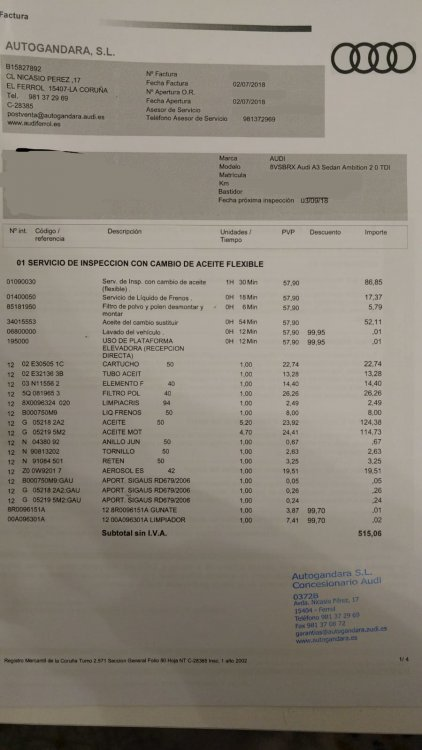 Factura
AUTOGANDARA, S.L.
B15827892
CL NICASIO PEREZ ,17
EL FERROL 15407-LA CORUÑA
Tel. 981 37 29 69
C-28385
postventa@autogandara.audi.es
www.audiferrol.es
Nº Factura
Fecha Factura 02/07/2018
Nº Apertura O.R.
Fecha Apertura 02/07/2018
Asesor de Servicio
Teléfono Asesor de Servicio 981372969
Marca AUDI
Modelo 8VSBRX Audi A3 Sedan Ambition 2.0 TDI
Matrícula
Km
Bastidor
Fecha próxima inspección 03/09/18
Nº int. Código / referencia Descripción Unidades / Tiempo PVP Descuento Importe
01 SERVICIO DE INSPECCION CON CAMBIO DE ACEITE FLEXIBLE
01090030 Serv. de Insp. con cambio de aceite (flexible) . 1H 30 Min 57,90 86,85
01400050 Servicio de Líquido de Frenos . 0H 18 Min 57,90 17,37
85181950 Filtro de polvo y polen desmontar y montar 0H 6 Min 57,90 5,79
34015553 Aceite del cambio sustituir 0H 54 Min 57,90 52,11
06800000 Lavado del vehículo . 0H 12 Min 57,90 99,95 ,01
195000 USO DE PLATAFORMA ELEVADORA (RECEPCION DIRECTA) 0H 12 Min 57,90 99,95 ,01
12 02 E30505 1C CARTUCHO 50 1,00 22,74 22,74
12 02 E32138 3B TUBO ACEIT 1,00 13,28 13,28
12 03 N11556 2 ELEMENTO F 40 1,00 14,40 14,40
12 5Q 081965 3 FILTRO POL 40 1,00 26,26 26,26
12 8X0096324 020 LIMPIACRIS 94 1,00 2,49 2,49
12 B000750M9 LIQ FRENOS 50 1,00 8,00 8,00
12 G 05218 2A2 ACEITE 50 5,20 23,92 124,38
12 G 05219 5M2 ACEITE MOT 4,70 24,41 114,73
12 N 04380 92 ANILLO JUN 50 1,00 0,67 ,67
12 N 90813202 TORNILLO 50 1,00 2,63 2,63
12 N 91084 501 RETEN 50 1,00 3,25 3,25
12 Z0 0W9201 7 AEROSOL ES 42 1,00 19,51 19,51
12 B000750M9:GAU APORT. SIGAUS RD679/2006 1,00 0,05 ,05
12 G 05218 2A2:GAU APORT. SIGAUS RD679/2006 1,00 0,26 ,26
12 G 05219 5M2:GAU APORT. SIGAUS RD679/2006 1,00 0,24 ,24
8R0096151A 12 8R0096151A GUNATE 1,00 3,87 99,70 ,01
00A096301A 12 00A096301A LIMPIADOR 1,00 7,41 99,70 ,02
Subtotal sin I.V.A. 515,06
Autogandara S.L.
Concesionario Audi
03728
Avda. Nicasio Pérez, 17
15404 - Ferrol
Teléfono 981 37 29 69
Fax 981 37 08 72
garantias@autogandara.audi.es
www.autogandara.es
Registro Mercantil de la Coruña Tomo 2.571 Seccion General Folio 80 Hoja NT C-28385 Insc. 1 año 2002 1/ 4